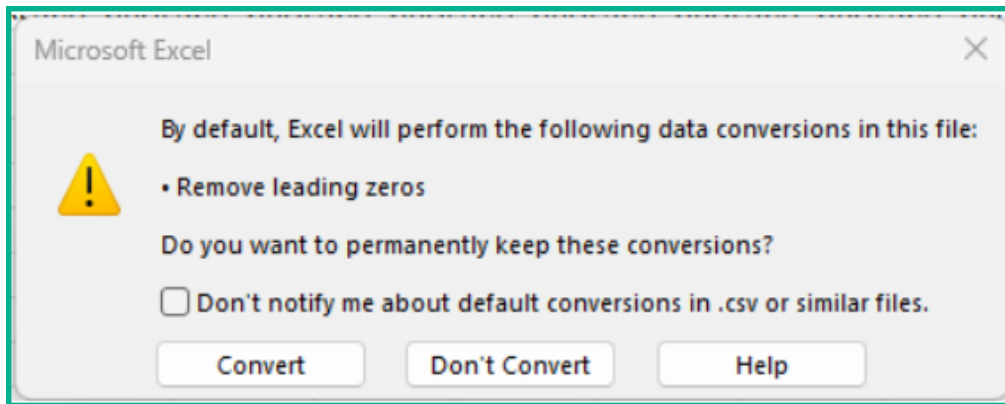 Microsoft Excel
By default, Excel will perform the following data conversions in this file:
• Remove leading zeros
Do you want to permanently keep these conversions?
Don't notify me about default conversions in .csv or similar files.
Convert
Don't Convert
Help